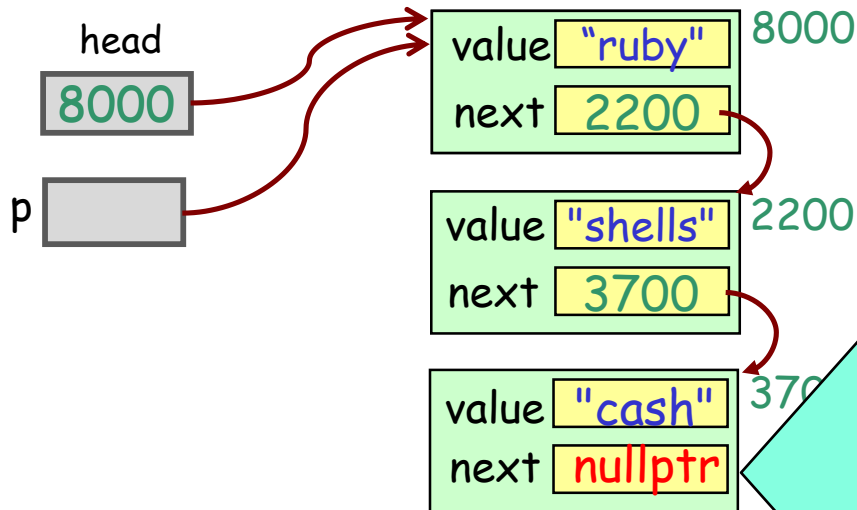 head
8000
p
value "ruby" 8000
next 2200
value "shells" 2200
next 3700
value "cash"
next nullptr